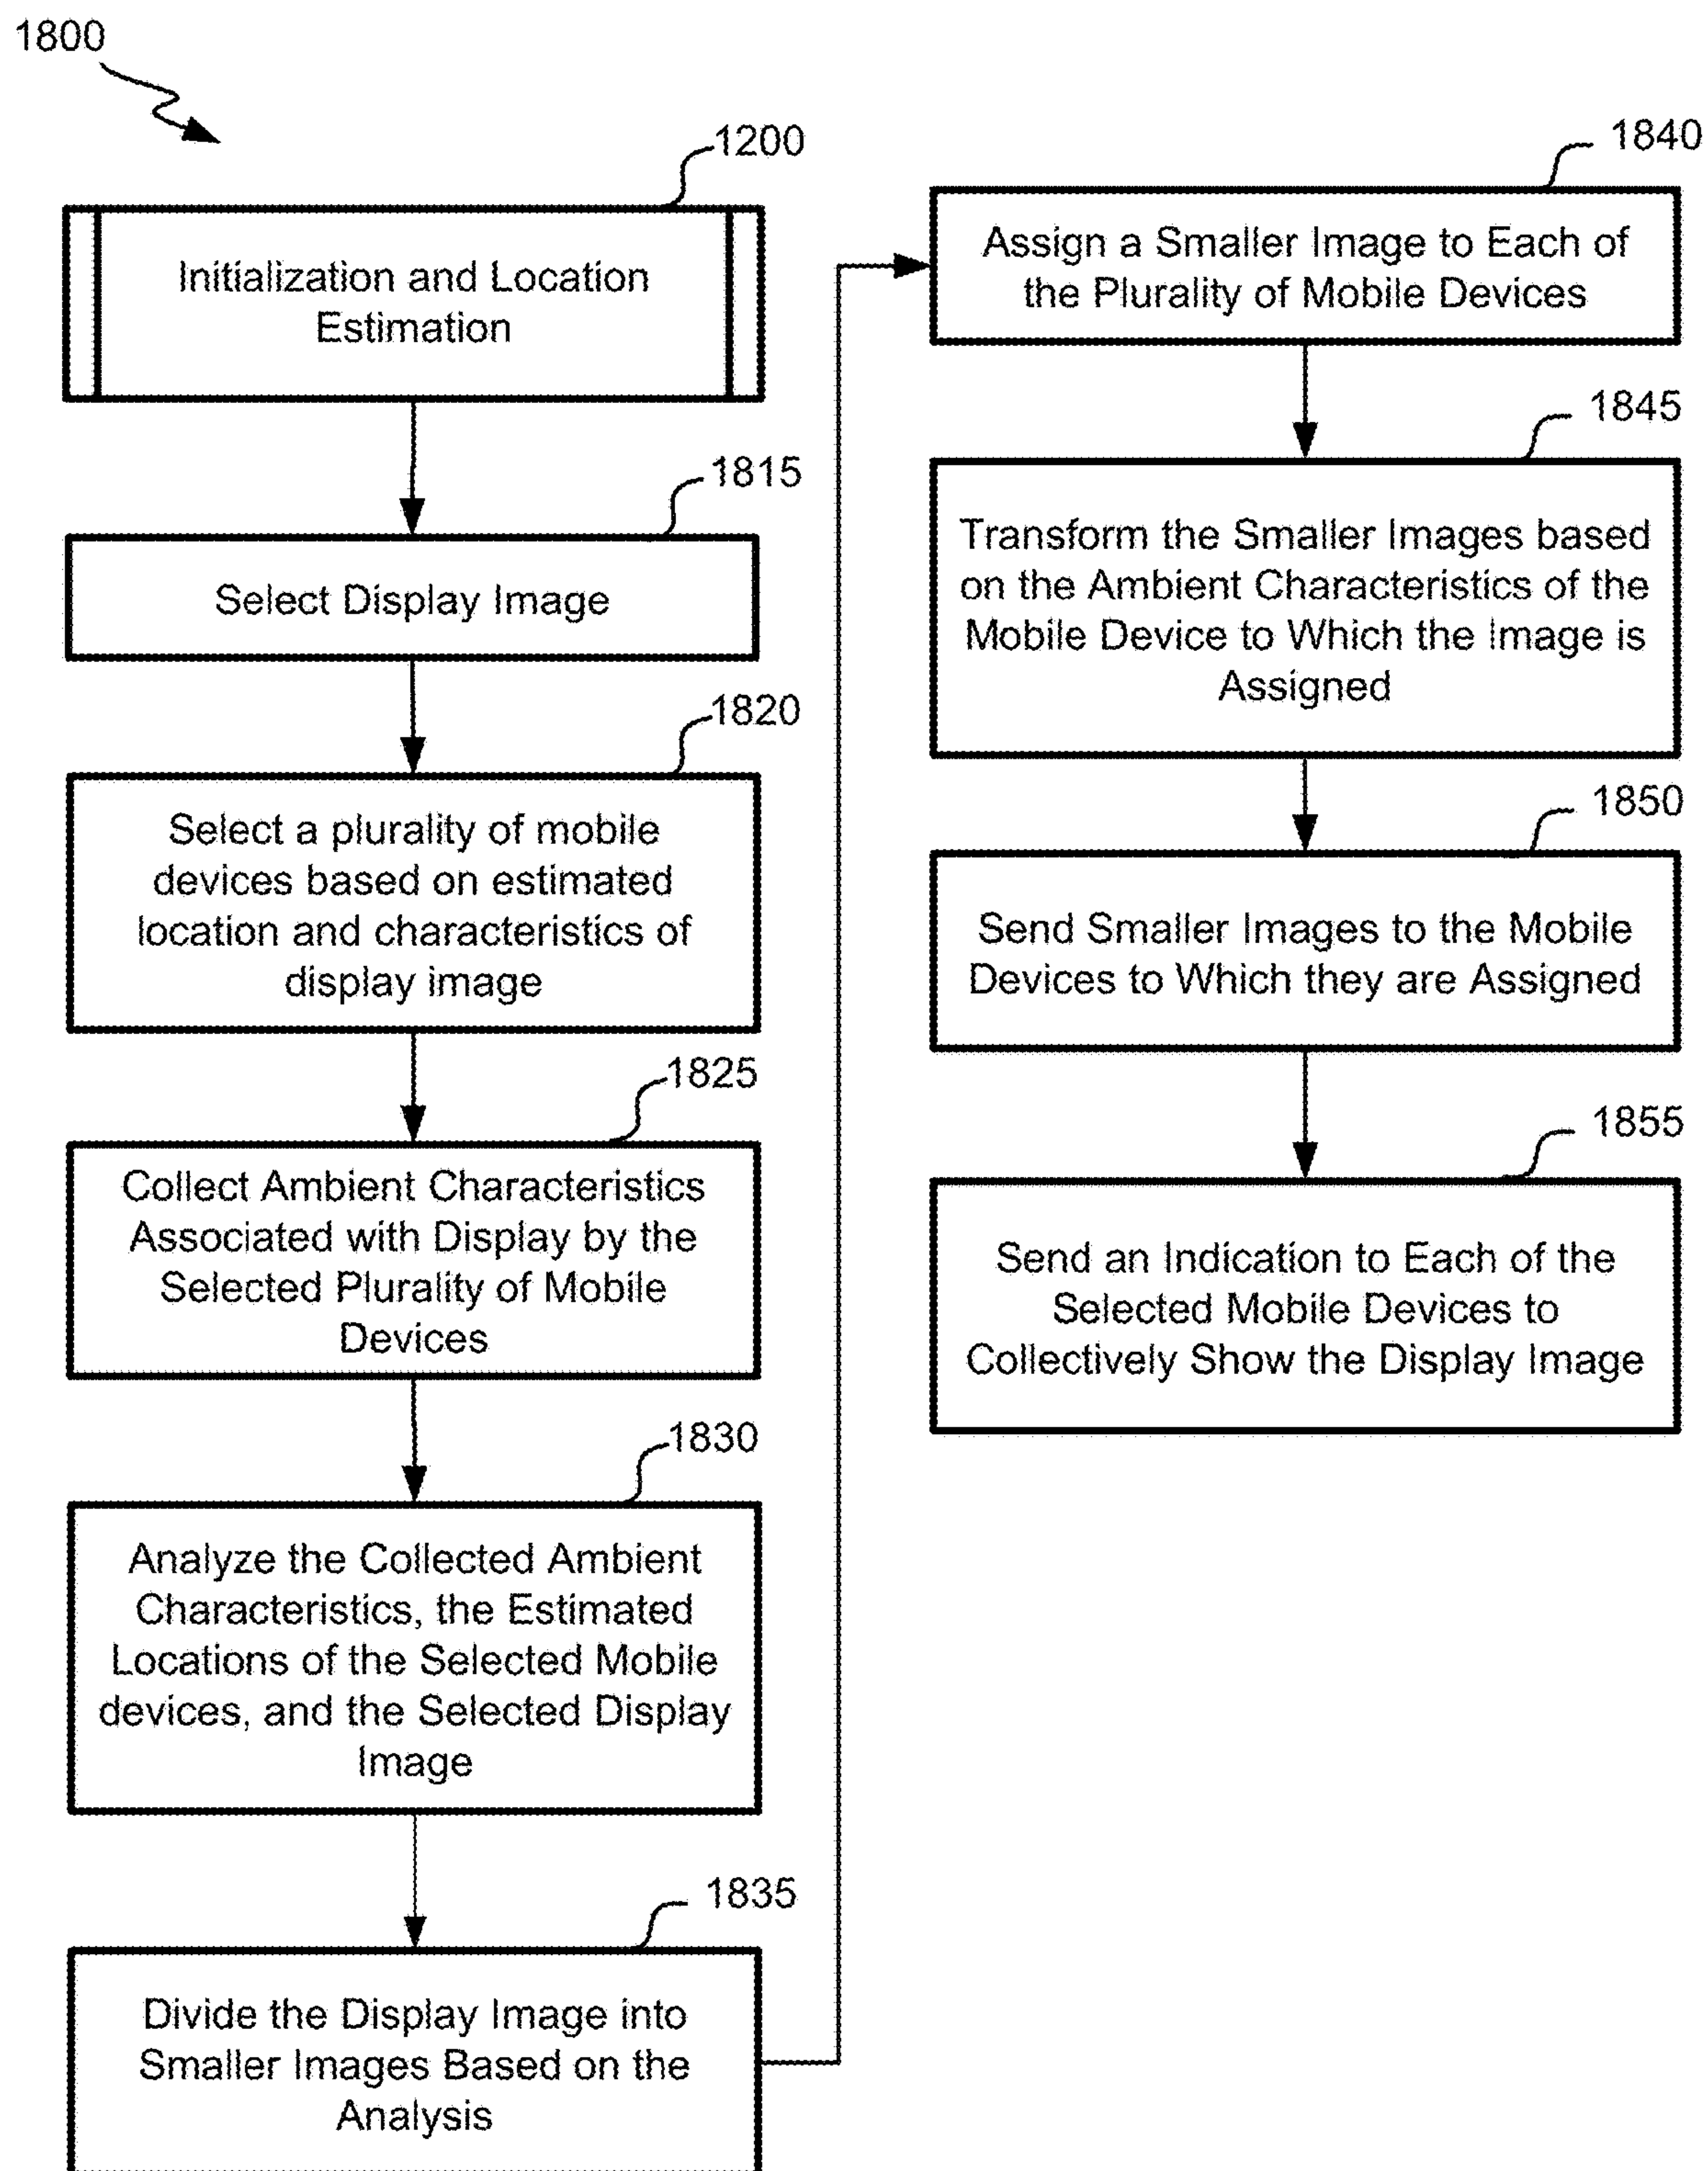 1800
1200
Initialization and Location
Estimation
1815
Select Display Image
1820
Select a plurality of mobile
devices based on estimated
location and characteristics of
display image
1825
Collect Ambient Characteristics
Associated with Display by the
Selected Plurality of Mobile
Devices
1830
Analyze the Collected Ambient
Characteristics, the Estimated
Locations of the Selected Mobile
devices, and the Selected Display
Image
1835
Divide the Display Image into
Smaller Images Based on the
Analysis
1840
Assign a Smaller Image to Each of
the Plurality of Mobile Devices
1845
Transform the Smaller Images based
on the Ambient Characteristics of the
Mobile Device to Which the Image is
Assigned
1850
Send Smaller Images to the Mobile
Devices to Which they are Assigned
1855
Send an Indication to Each of the
Selected Mobile Devices to
Collectively Show the Display Image